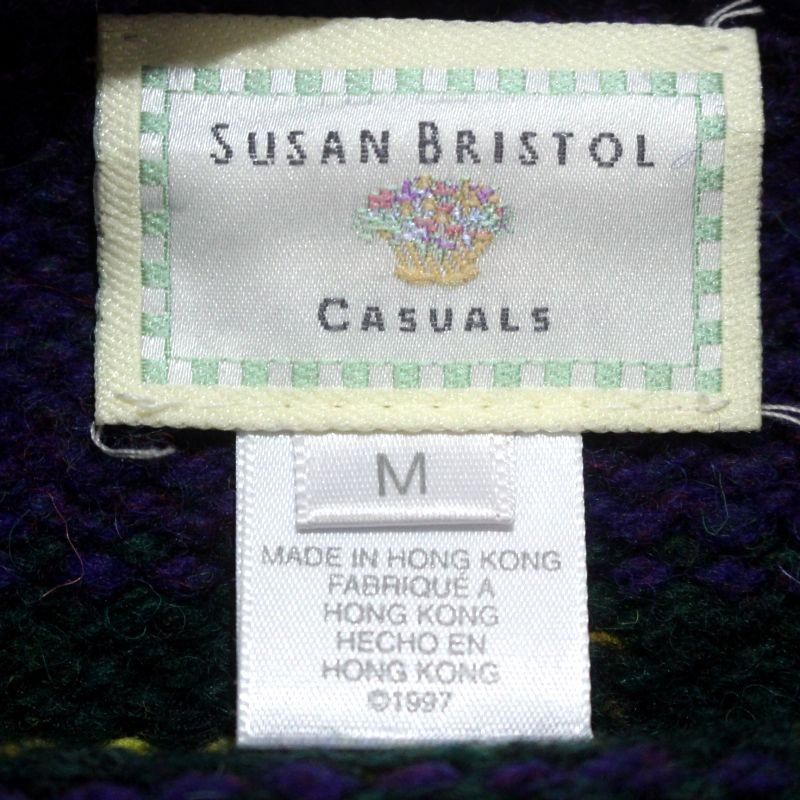 SUSAN BRISTOL
CASUALS
M
MADE IN HONG KONG
FABRIQUÉ A
HONG KONG
HECHO EN
HONG KONG
©1997